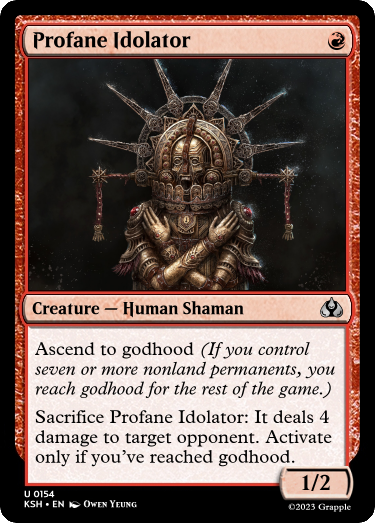 Profane Idolator
Creature — Human Shaman
Ascend to godhood (If you control
seven or more nonland permanents, you
reach godhood for the rest of the game.)
Sacrifice Profane Idolator: It deals 4
damage to target opponent. Activate
only if you've reached godhood.
1/2
U 0154
KSH • EN Owen Yeung
©2023 Grapple